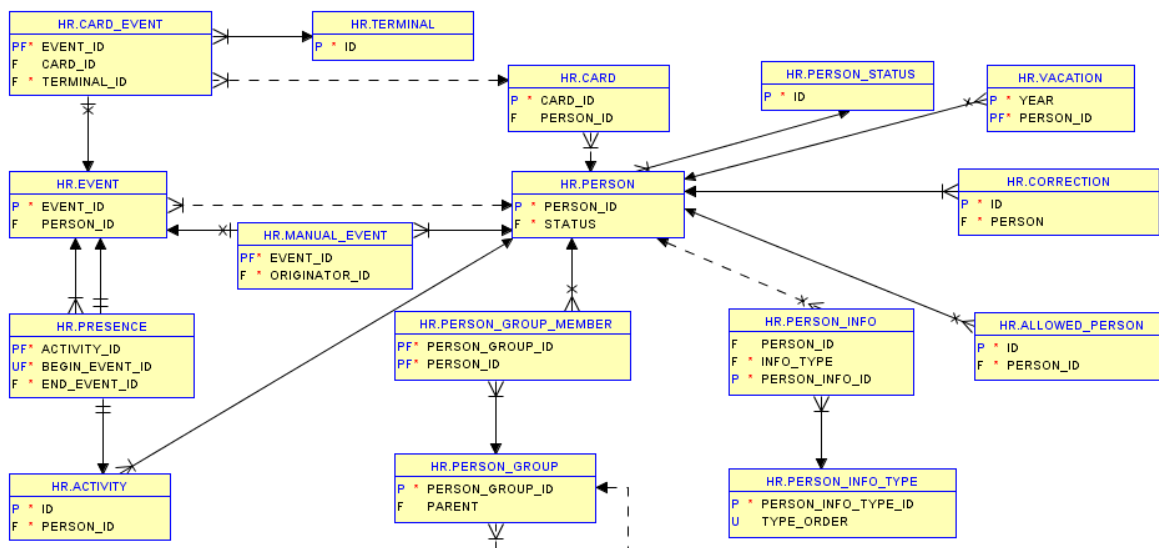 HR.CARD_EVENT
PF* EVENT_ID
F CARD_ID
F * TERMINAL_ID
HR.TERMINAL
P * ID
HR.CARD
P * CARD_ID
F PERSON_ID
HR.PERSON_STATUS
P * ID
HR.VACATION
P * YEAR
PF* PERSON_ID
HR.EVENT
P * EVENT_ID
F PERSON_ID
HR.PERSON
P * PERSON_ID
F * STATUS
HR.CORRECTION
P * ID
F * PERSON
HR.MANUAL_EVENT
PF* EVENT_ID
F * ORIGINATOR_ID
HR.PRESENCE
PF* ACTIVITY_ID
UF* BEGIN_EVENT_ID
F * END_EVENT_ID
HR.PERSON_GROUP_MEMBER
PF* PERSON_GROUP_ID
PF* PERSON_ID
HR.PERSON_INFO
F PERSON_ID
F * INFO_TYPE
P * PERSON_INFO_ID
HR.ALLOWED_PERSON
P * ID
F * PERSON_ID
HR.ACTIVITY
P * ID
F * PERSON_ID
HR.PERSON_GROUP
P * PERSON_GROUP_ID
F PARENT
HR.PERSON_INFO_TYPE
P * PERSON_INFO_TYPE_ID
U TYPE_ORDER